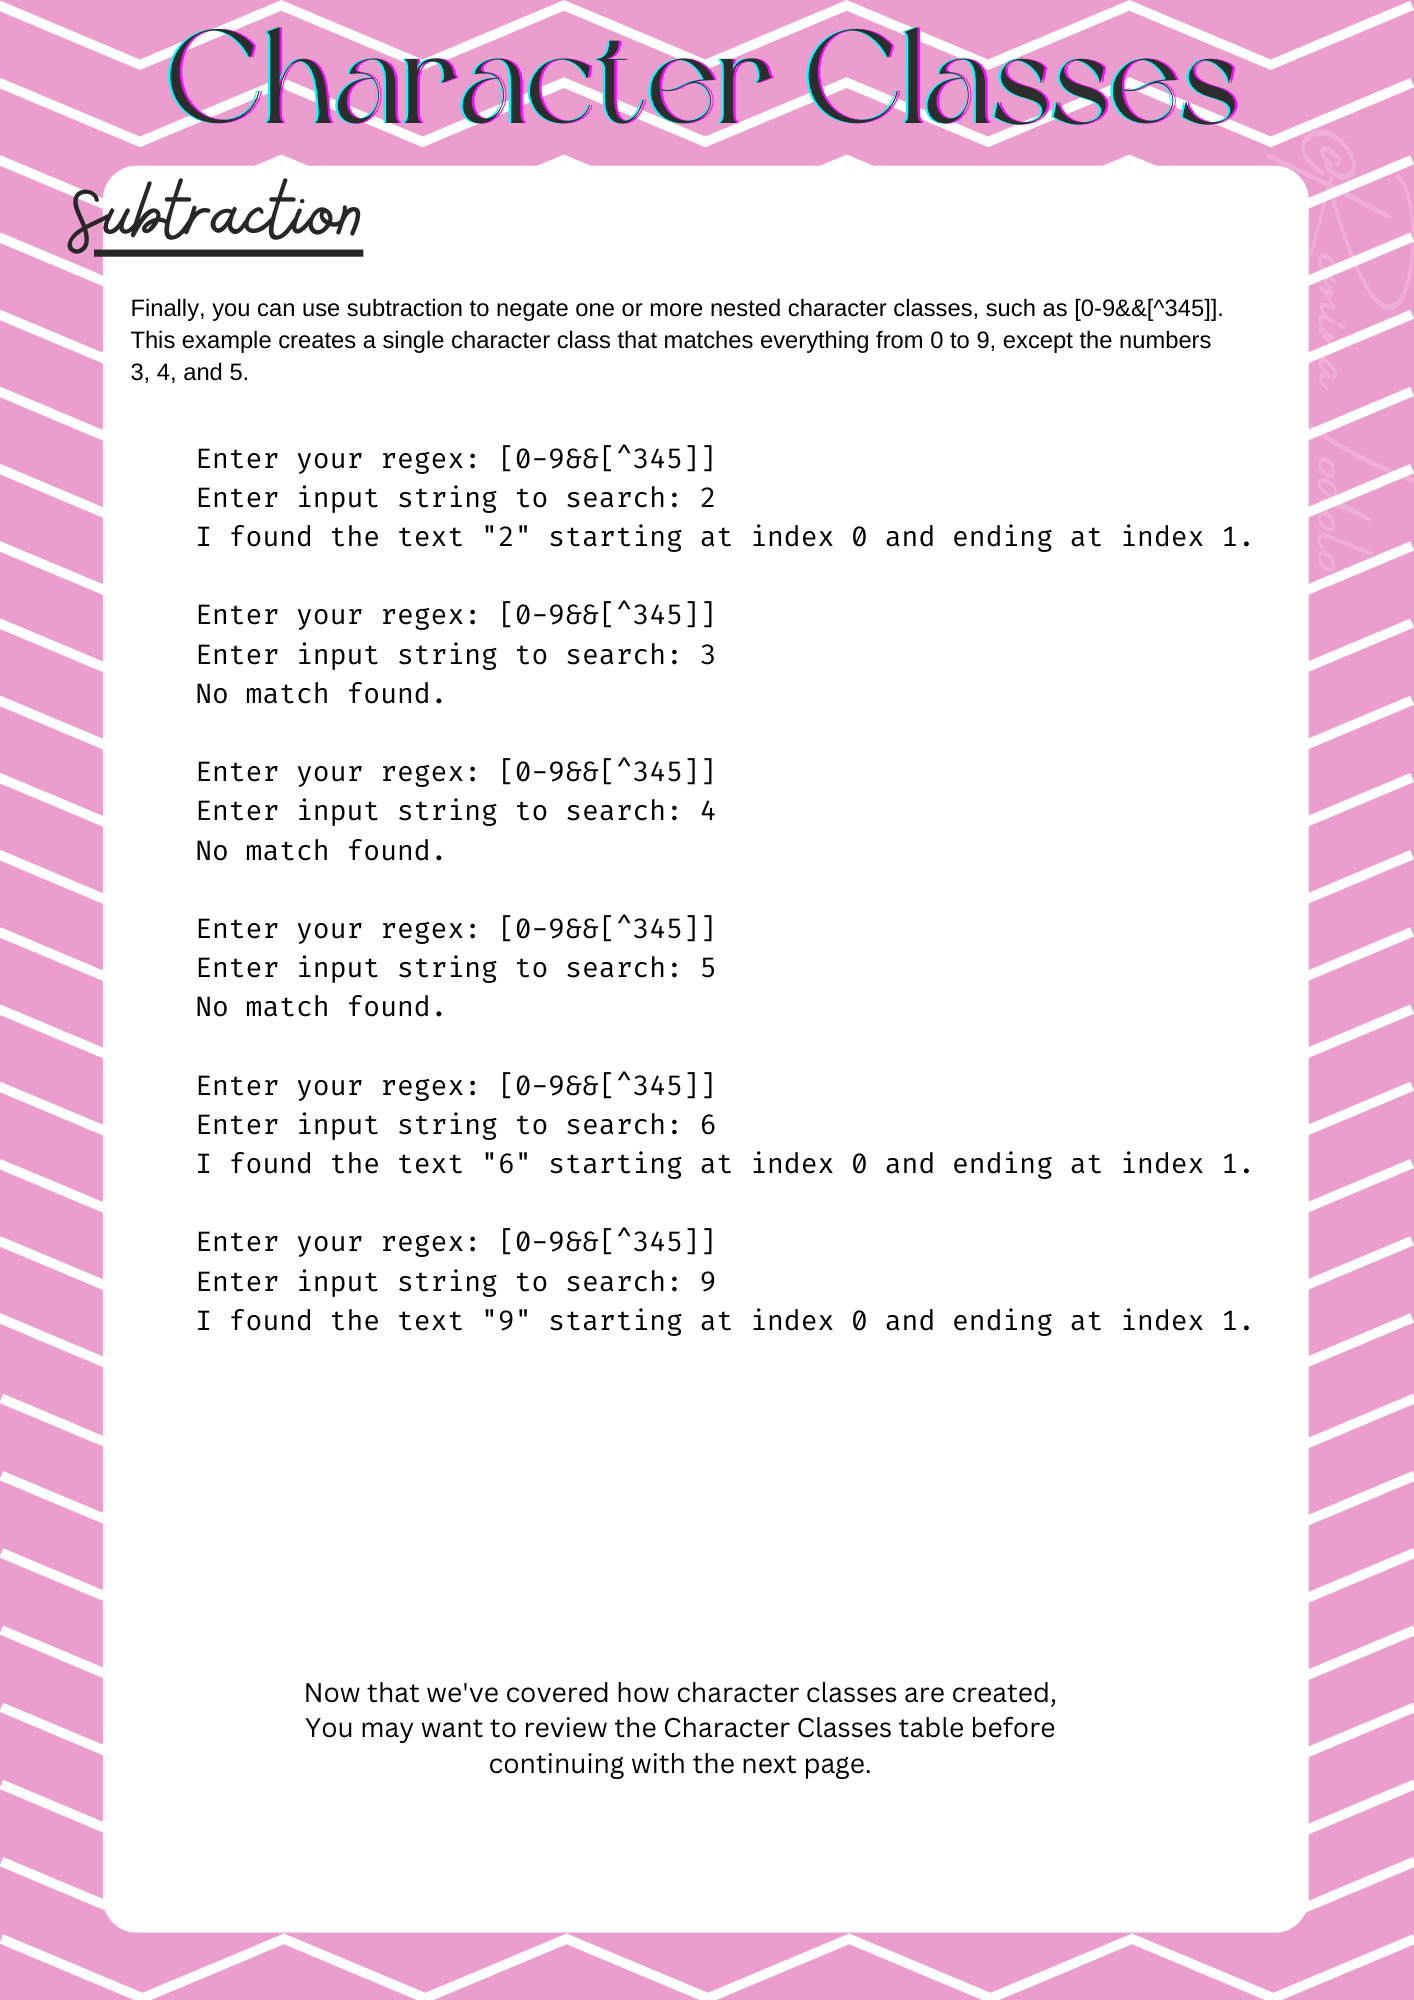 Character Classes
Subtraction
Finally, you can use subtraction to negate one or more nested character classes, such as [0-9&&[^345]].
This example creates a single character class that matches everything from 0 to 9, except the numbers
3, 4, and 5.
Enter your regex: [0-9&&[^345]]
Enter input string to search: 2
I found the text "2" starting at index 0 and ending at index 1.
Enter your regex: [0-9&&[^345]]
Enter input string to search: 3
No match found.
Enter your regex: [0-9&&[^345]]
Enter input string to search: 4
No match found.
Enter your regex: [0-9&&[^345]]
Enter input string to search: 5
No match found.
Enter your regex: [0-9&&[^345]]
Enter input string to search: 6
I found the text "6" starting at index 0 and ending at index 1.
Enter your regex: [0-9&&[^345]]
Enter input string to search: 9
I found the text "9" starting at index 0 and ending at index 1.
Now that we've covered how character classes are created,
You may want to review the Character Classes table before
continuing with the next page.